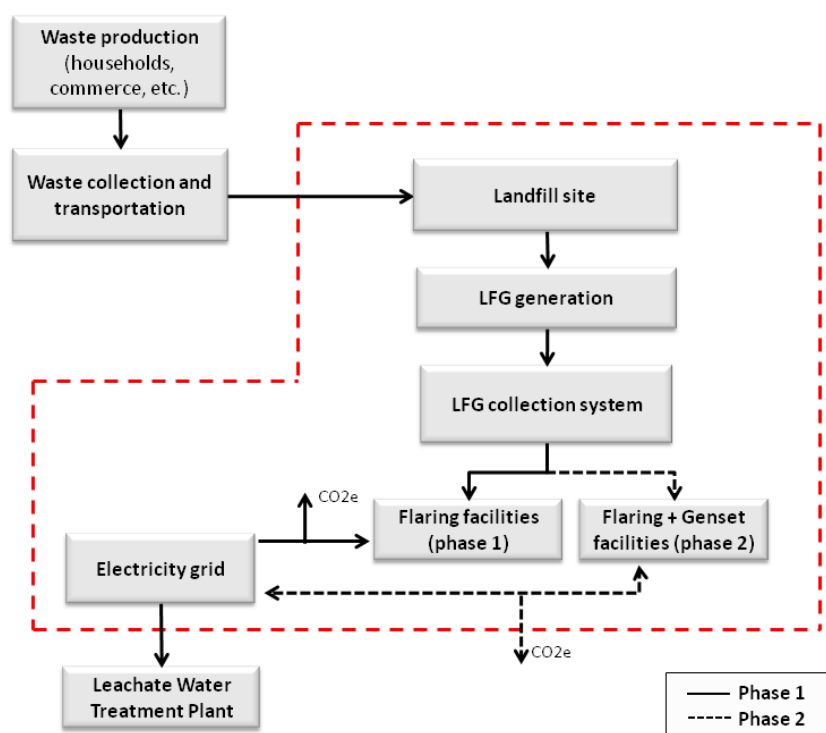 Waste production
(households,
commerce, etc.)
Waste collection and
transportation
Landfill site
LFG generation
LFG collection system
CO2e
Flaring facilities
(phase 1)
Flaring + Genset
facilities (phase 2)
Electricity grid
CO2e
Leachate Water
Treatment Plant
Phase 1
Phase 2